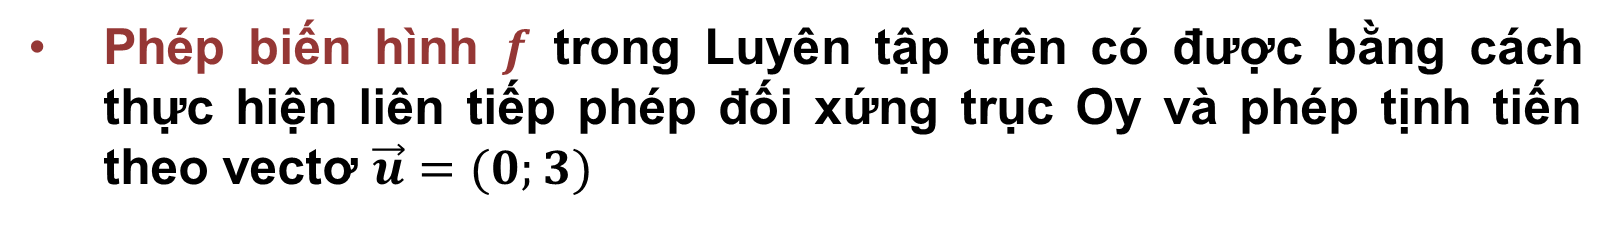 • Phép biến hình f trong Luyên tập trên có được bằng cách
thực hiện liên tiếp phép đối xứng trục Oy và phép tịnh tiến
theo vectơ u⃗ = (0; 3)